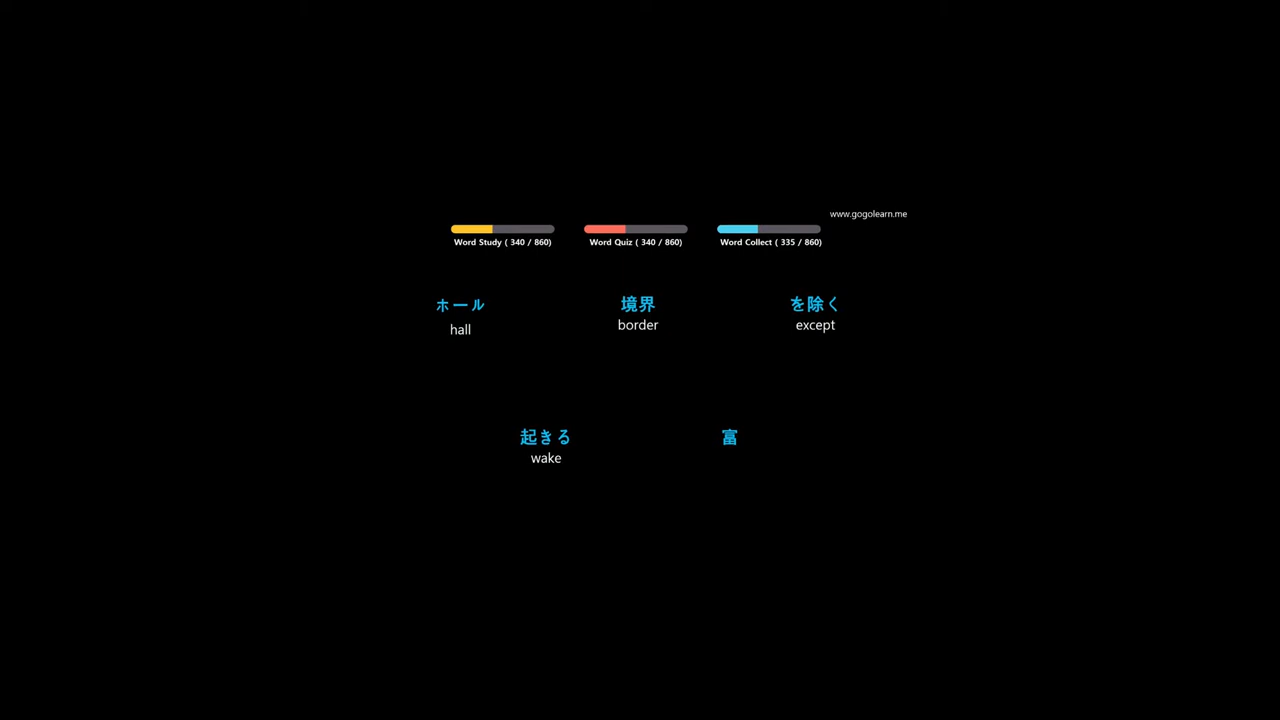 www.gogolearn.me
Word Study ( 340 / 860)
Word Quiz ( 340 / 860)
Word Collect ( 335 / 860)
ホール
hall
境界
border
を除く
except
起きる
wake
富